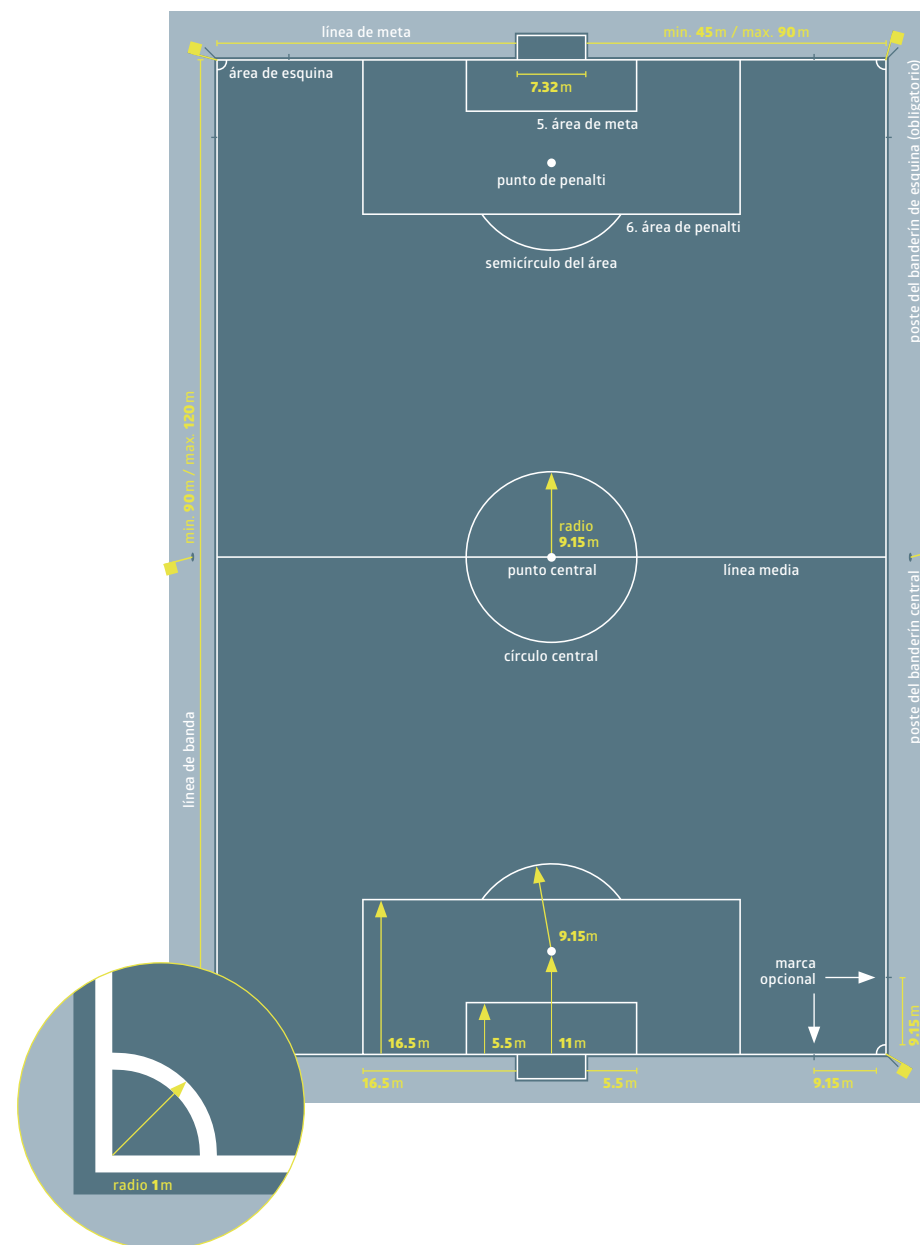 línea de meta
min. 45 m / max. 90 m
área de esquina
7.32 m
5. área de meta
punto de penalti
6. área de penalti
semicírculo del área
poste del banderín de esquina (obligatorio)
min. 90 m / max. 120 m
radio
9.15 m
punto central
línea media
círculo central
poste del banderín central
línea de banda
9.15 m
marca
opcional
16.5 m
5.5 m
11 m
9.15 m
16.5 m
5.5 m
9.15 m
radio 1 m